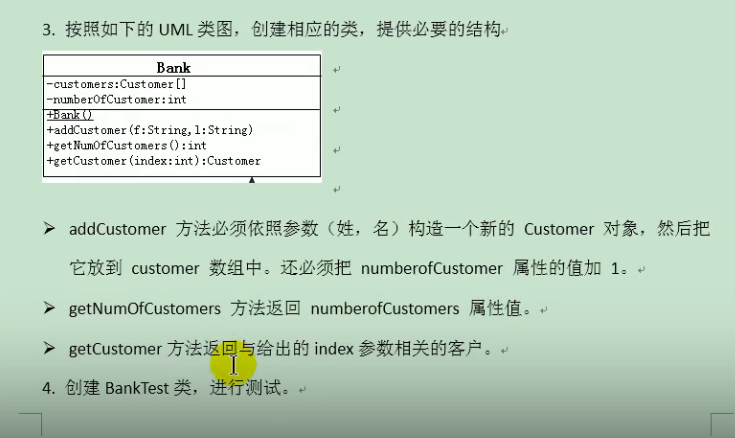 3. 按照如下的 UML 类图，创建相应的类，提供必要的结构
Bank
-customers:Customer[]
-numberOfCustomer:int
+Bank()
+addCustomer(f:String,l:String)
+getNumOfCustomers():int
+getCustomer(index:int):Customer
➢ addCustomer 方法必须依照参数（姓，名）构造一个新的 Customer 对象，然后把
它放到 customer 数组中。还必须把 numberofCustomer 属性的值加 1。
➢ getNumOfCustomers 方法返回 numberofCustomers 属性值。
➢ getCustomer 方法返回与给出的 index 参数相关的客户。
4. 创建 BankTest 类，进行测试。